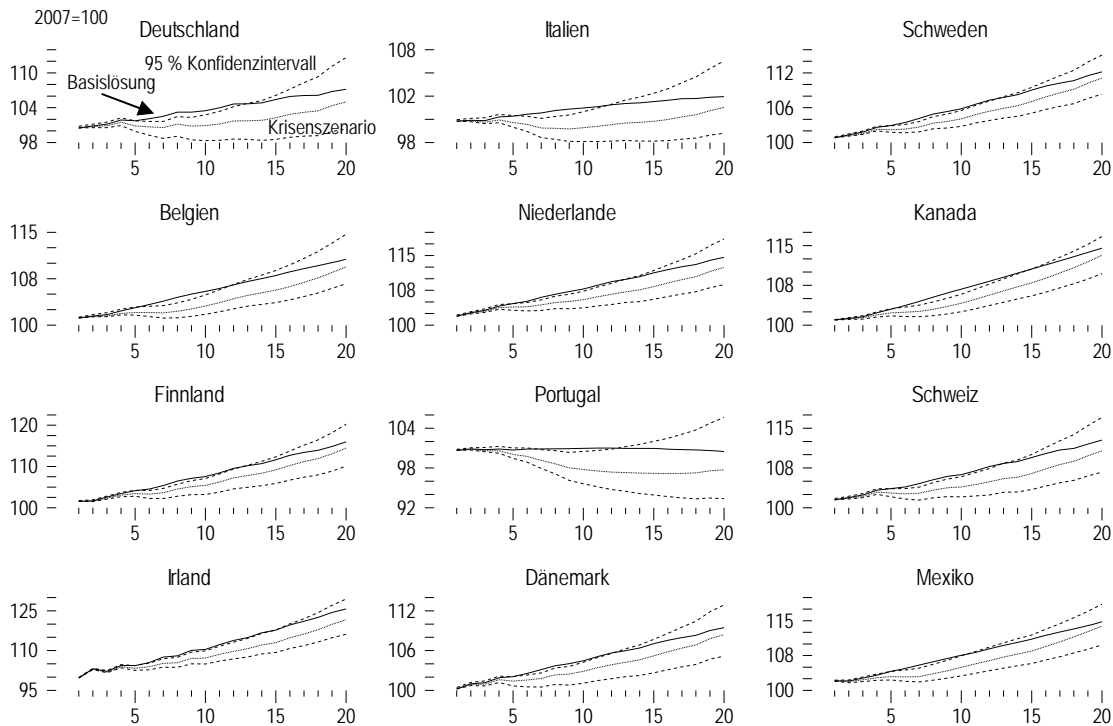 2007=100
Deutschland Italien Schweden
95 % Konfidenzintervall
Basislösung
Krisenszenario
110 104 98
108 102 98
112 106 100
5 10 15 20 5 10 15 20 5 10 15 20
Belgien Niederlande Kanada
115 108 100
115 108 100
115 108 100
5 10 15 20 5 10 15 20 5 10 15 20
Finnland Portugal Schweiz
120 110 100
104 98 92
115 108 100
5 10 15 20 5 10 15 20 5 10 15 20
Irland Dänemark Mexiko
125 110 95
112 106 100
115 108 100
5 10 15 20 5 10 15 20 5 10 15 20